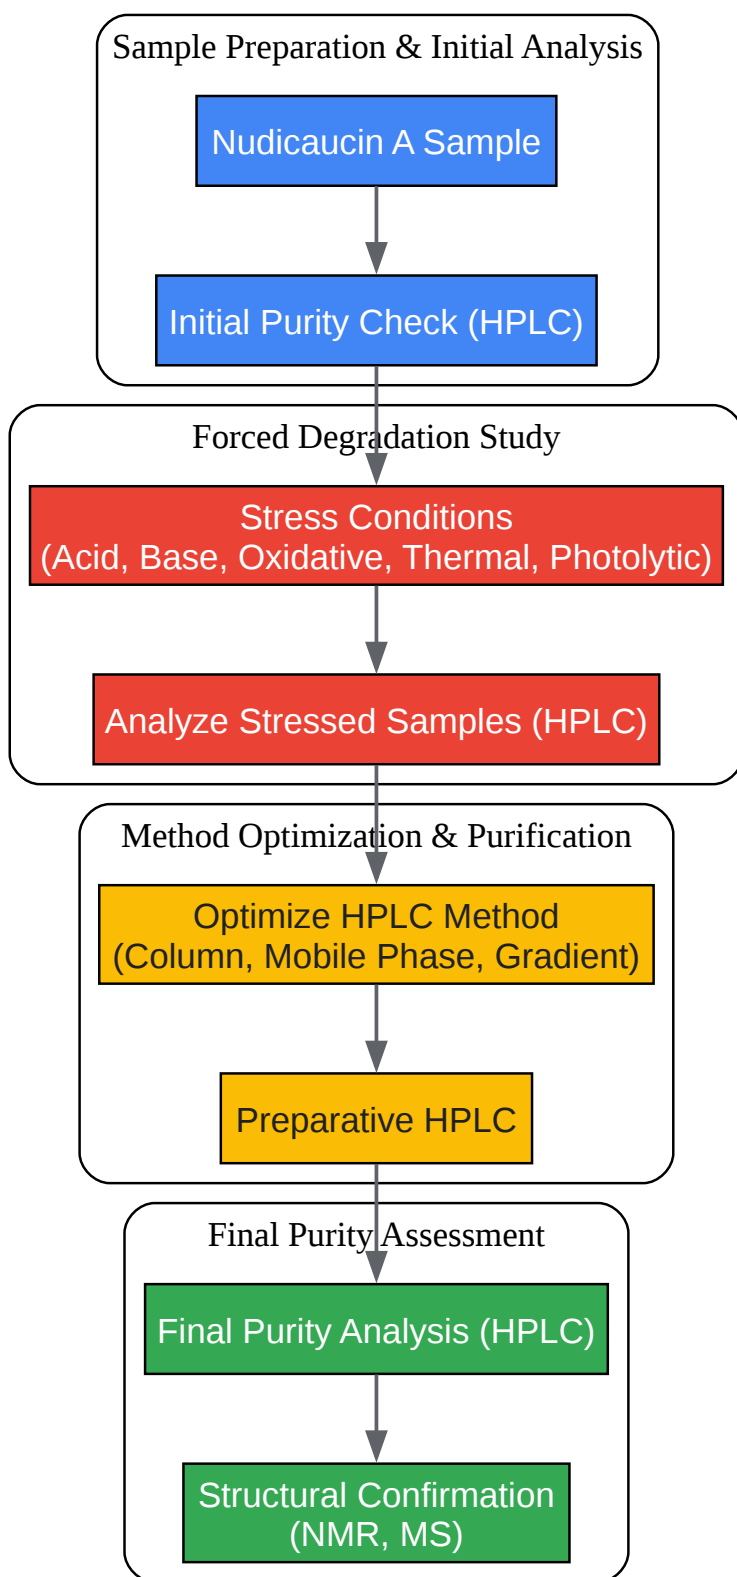 Sample Preparation & Initial Analysis
Nudicaucin A Sample
Initial Purity Check (HPLC)
Forced Degradation Study
Stress Conditions
(Acid, Base, Oxidative, Thermal, Photolytic)
Analyze Stressed Samples (HPLC)
Method Optimization & Purification
Optimize HPLC Method
(Column, Mobile Phase, Gradient)
Preparative HPLC
Final Purity Assessment
Final Purity Analysis (HPLC)
Structural Confirmation
(NMR, MS)